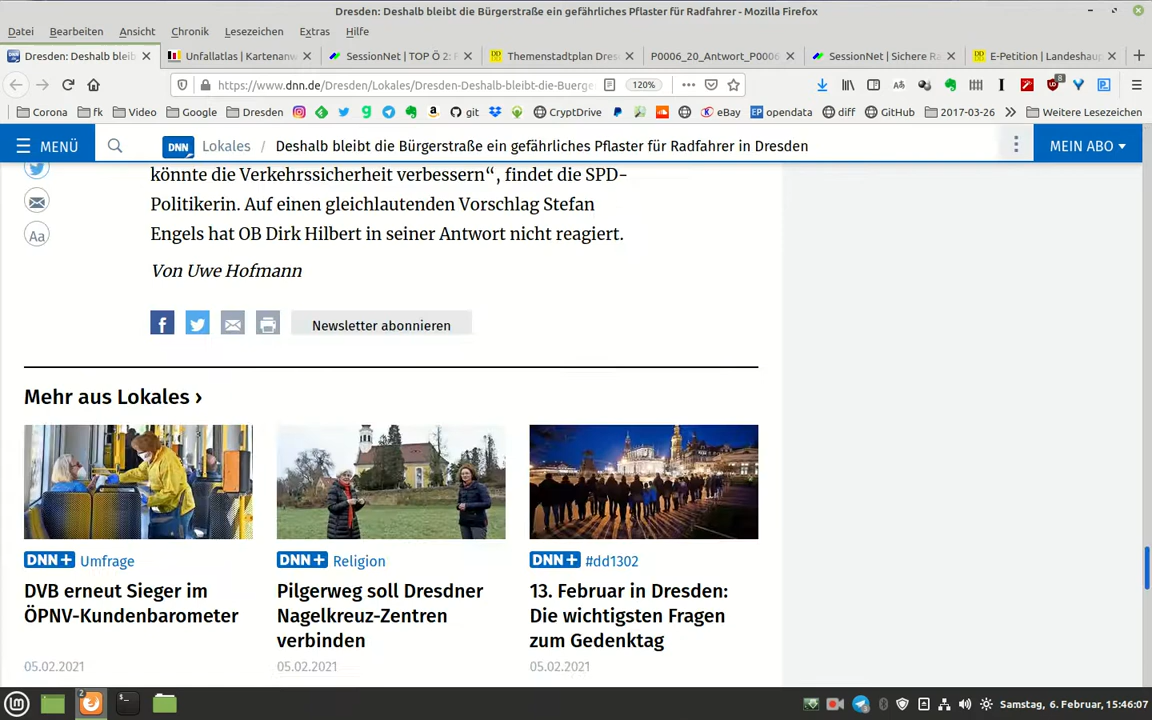 Dresden: Deshalb bleibt die Bürgerstraße ein gefährliches Pflaster für Radfahrer - Mozilla Firefox
Datei Bearbeiten Ansicht Chronik Lesezeichen Extras Hilfe
Dresden: Deshalb bleib
Unfallatlas | Kartenanw
SessionNet | TOP Ö 2: P
Themenstadtplan Dres
P0006_20_Antwort_P0006
SessionNet | Sichere Ra
E-Petition | Landeshau
https://www.dnn.de/Dresden/Lokales/Dresden-Deshalb-bleibt-die-Buerge
120%
8
Corona fk Video Google Dresden git CryptDrive eBay opendata diff GitHub 2017-03-26 Weitere Lesezeichen
MENÜ
DNN Lokales / Deshalb bleibt die Bürgerstraße ein gefährliches Pflaster für Radfahrer in Dresden
MEIN ABO
könnte die Verkehrssicherheit verbessern“, findet die SPD-
Politikerin. Auf einen gleichlautenden Vorschlag Stefan
Engels hat OB Dirk Hilbert in seiner Antwort nicht reagiert.
Aa
Von Uwe Hofmann
Newsletter abonnieren
Mehr aus Lokales ›
DNN+ Umfrage
DVB erneut Sieger im
ÖPNV-Kundenbarometer
05.02.2021
DNN+ Religion
Pilgerweg soll Dresdner
Nagelkreuz-Zentren
verbinden
05.02.2021
DNN+ #dd1302
13. Februar in Dresden:
Die wichtigsten Fragen
zum Gedenktag
05.02.2021
2
Samstag, 6. Februar, 15:46:07